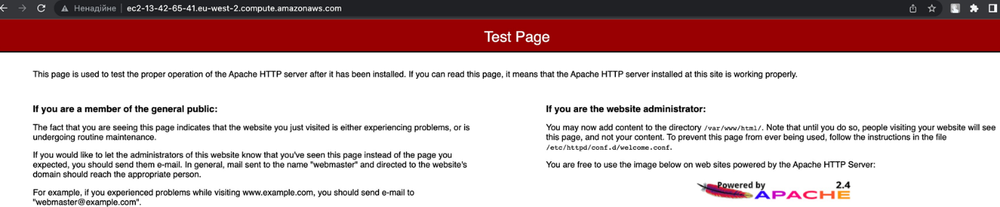 Ненадійне
ec2-13-42-65-41.eu-west-2.compute.amazonaws.com
Test Page
This page is used to test the proper operation of the Apache HTTP server after it has been installed. If you can read this page, it means that the Apache HTTP server installed at this site is working properly.
If you are a member of the general public:
The fact that you are seeing this page indicates that the website you just visited is either experiencing problems, or is
undergoing routine maintenance.
If you would like to let the administrators of this website know that you've seen this page instead of the page you
expected, you should send them e-mail. In general, mail sent to the name "webmaster" and directed to the website's
domain should reach the appropriate person.
For example, if you experienced problems while visiting www.example.com, you should send e-mail to
"webmaster@example.com".
If you are the website administrator:
You may now add content to the directory /var/www/html/. Note that until you do so, people visiting your website will see
this page, and not your content. To prevent this page from ever being used, follow the instructions in the file
/etc/httpd/conf.d/welcome.conf.
You are free to use the image below on web sites powered by the Apache HTTP Server:
Powered by 2.4
APACHE